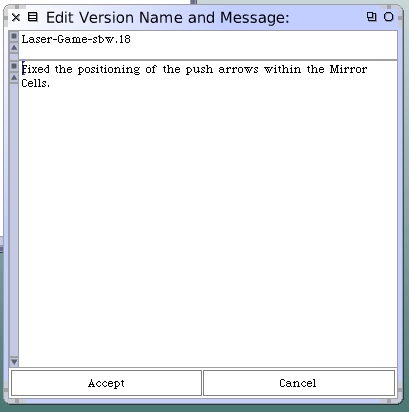 Edit Version Name and Message:
Laser-Game-sbw.18
Fixed the positioning of the push arrows within the Mirror
Cells.
Accept
Cancel